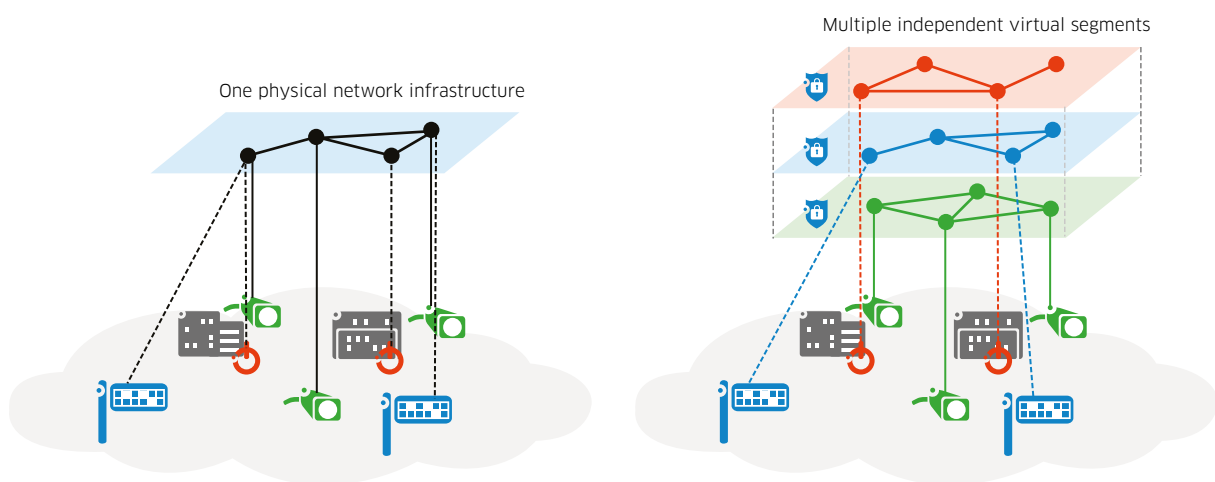 Multiple independent virtual segments
One physical network infrastructure